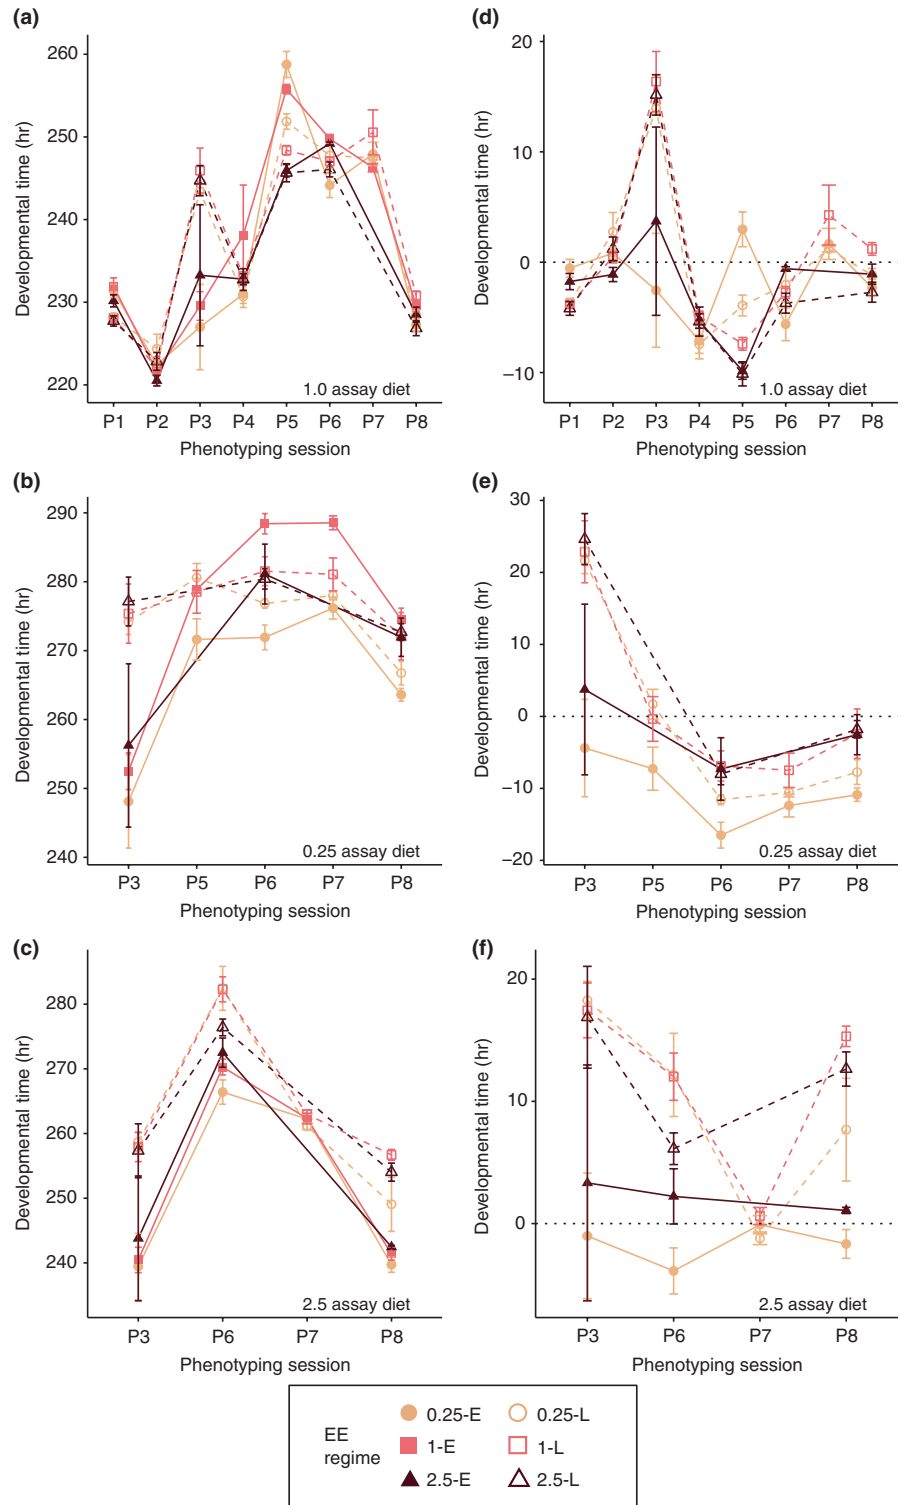 (a)
Developmental time (hr)
260
250
240
230
220
1.0 assay diet
P1 P2 P3 P4 P5 P6 P7 P8
Phenotyping session
(d)
Developmental time (hr)
20
10
0
−10
1.0 assay diet
P1 P2 P3 P4 P5 P6 P7 P8
Phenotyping session
(b)
Developmental time (hr)
290
280
270
260
250
240
0.25 assay diet
P3 P5 P6 P7 P8
Phenotyping session
(e)
Developmental time (hr)
30
20
10
0
−10
−20
0.25 assay diet
P3 P5 P6 P7 P8
Phenotyping session
(c)
Developmental time (hr)
280
270
260
250
240
2.5 assay diet
P3 P6 P7 P8
Phenotyping session
(f)
Developmental time (hr)
20
10
0
2.5 assay diet
P3 P6 P7 P8
Phenotyping session
EE
regime
0.25-E 0.25-L
1-E 1-L
2.5-E 2.5-L